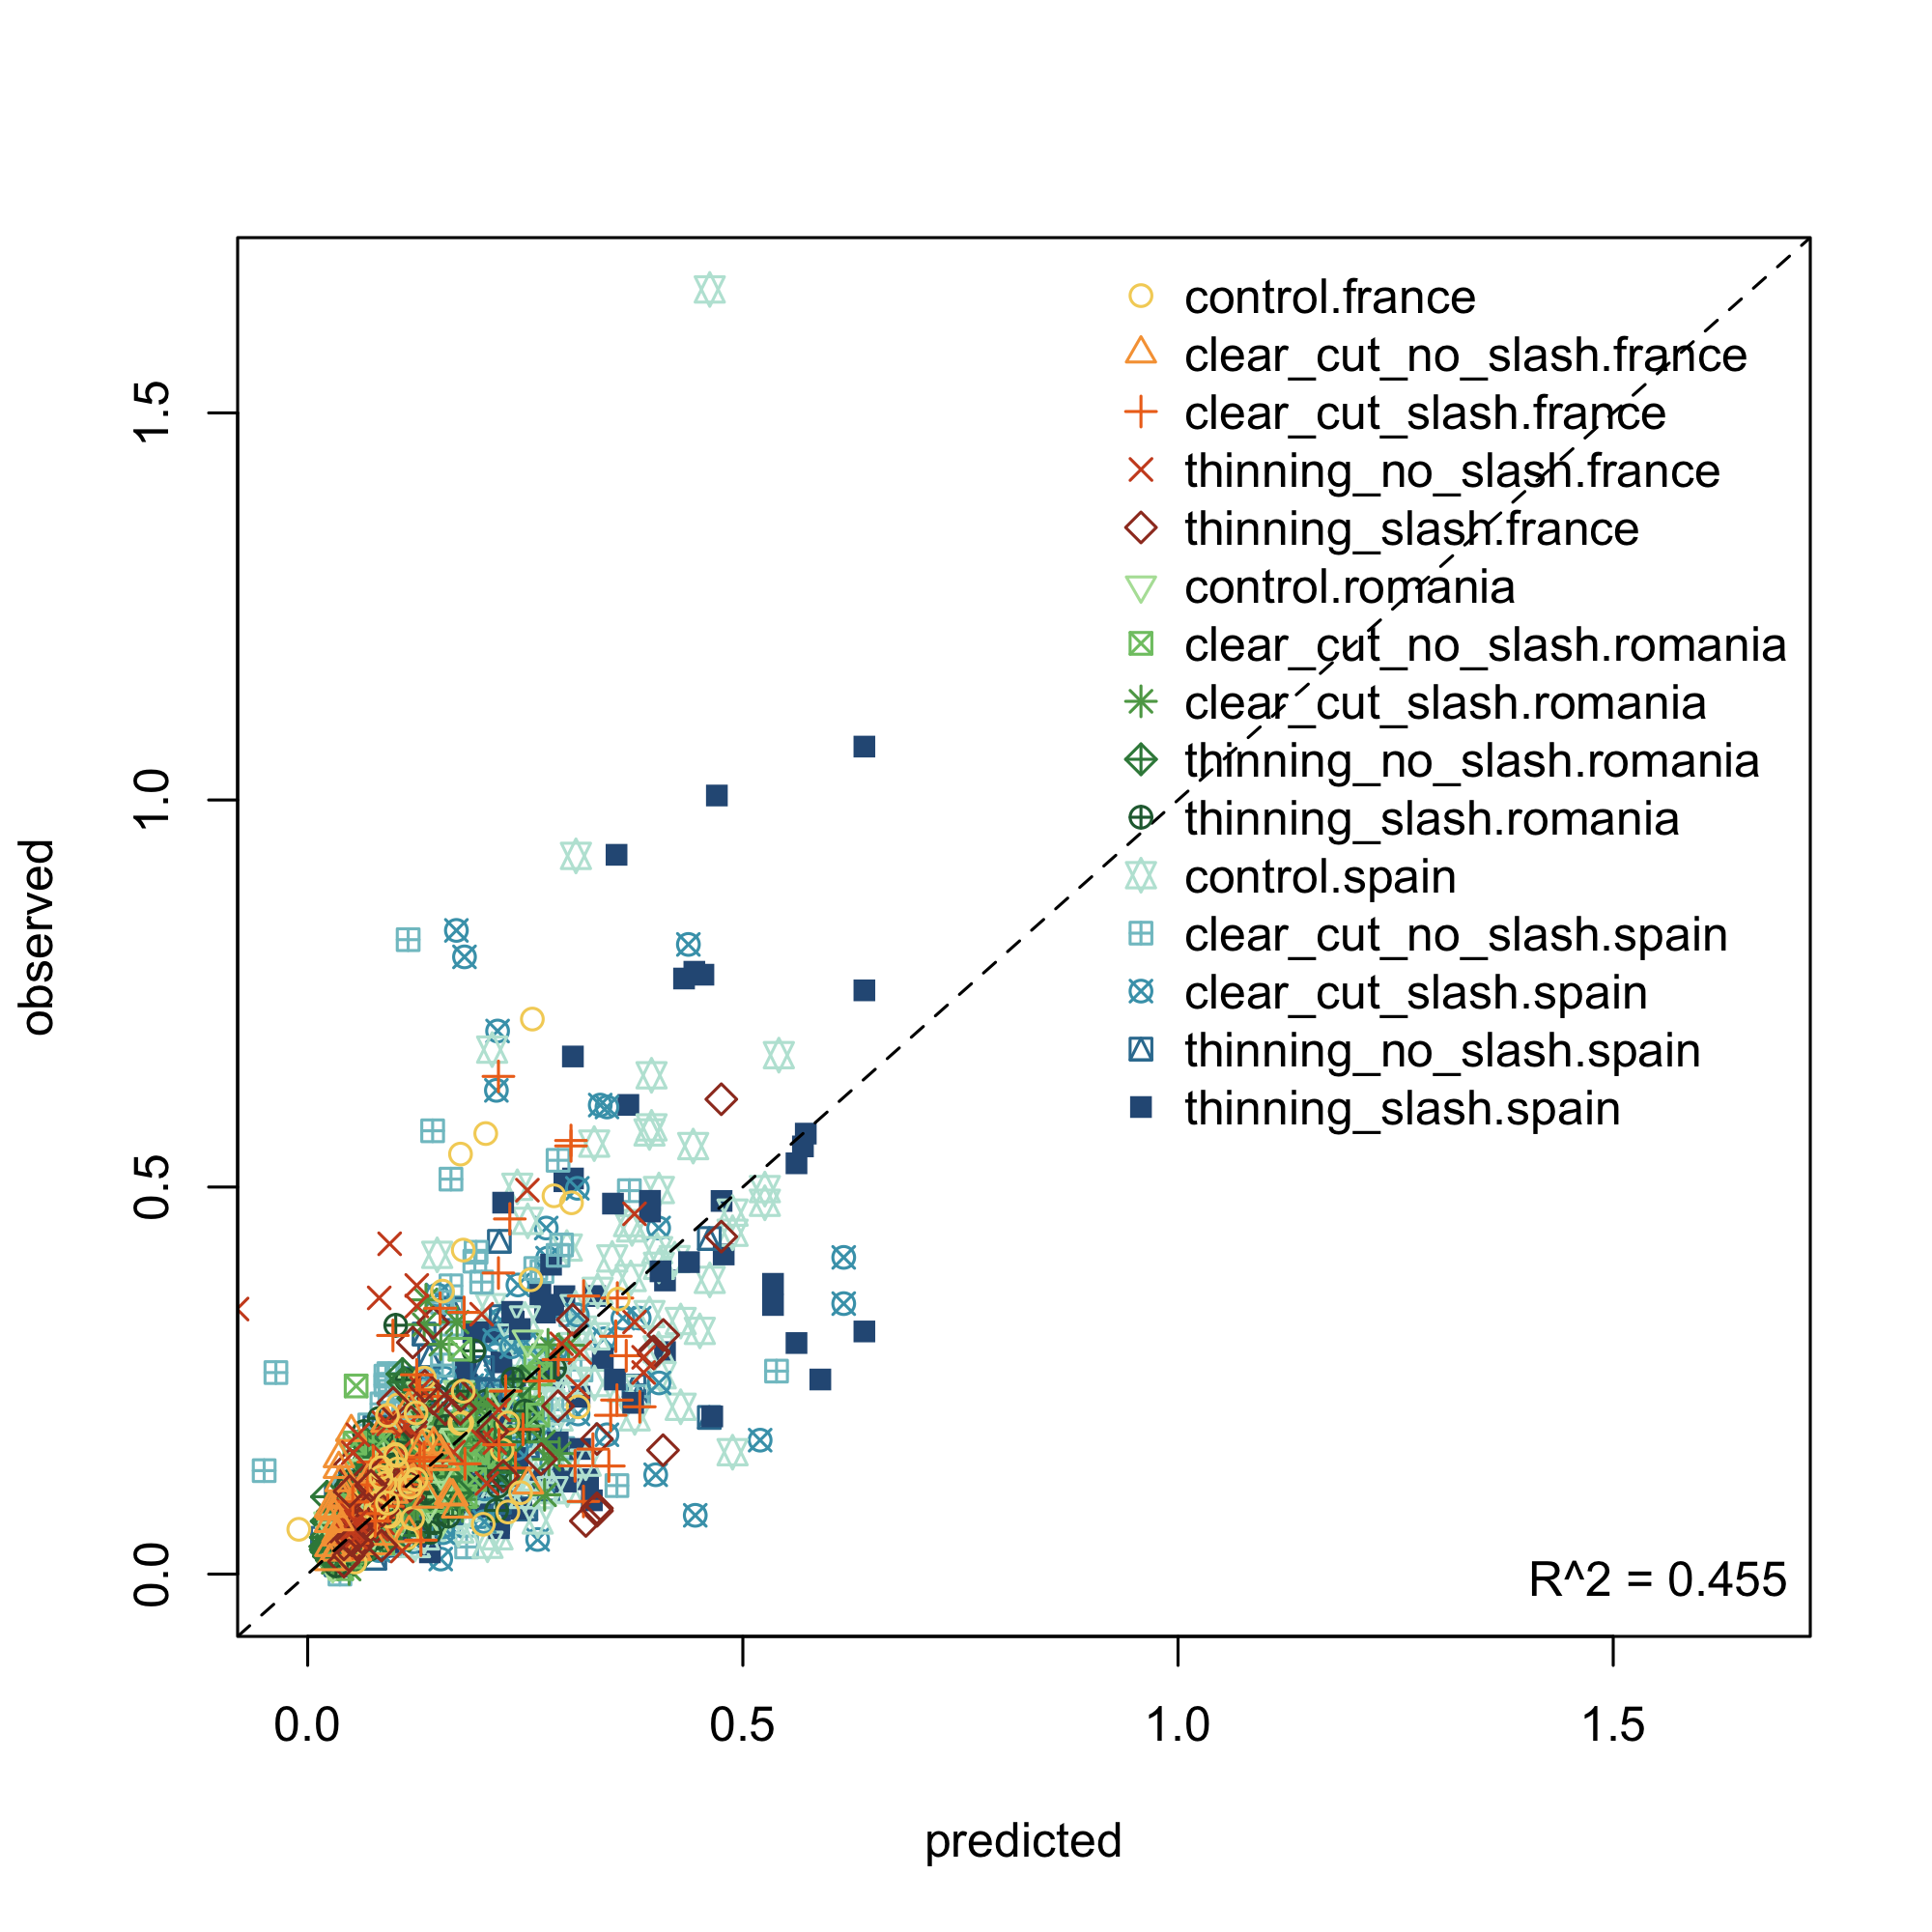 control.france
clear_cut_no_slash.france
clear_cut_slash.france
thinning_no_slash.france
thinning_slash.france
control.romania
clear_cut_no_slash.romania
clear_cut_slash.romania
thinning_no_slash.romania
thinning_slash.romania
control.spain
clear_cut_no_slash.spain
clear_cut_slash.spain
thinning_no_slash.spain
thinning_slash.spain
R^2 = 0.455
observed
1.5
1.0
0.5
0.0
0.0 0.5 1.0 1.5
predicted